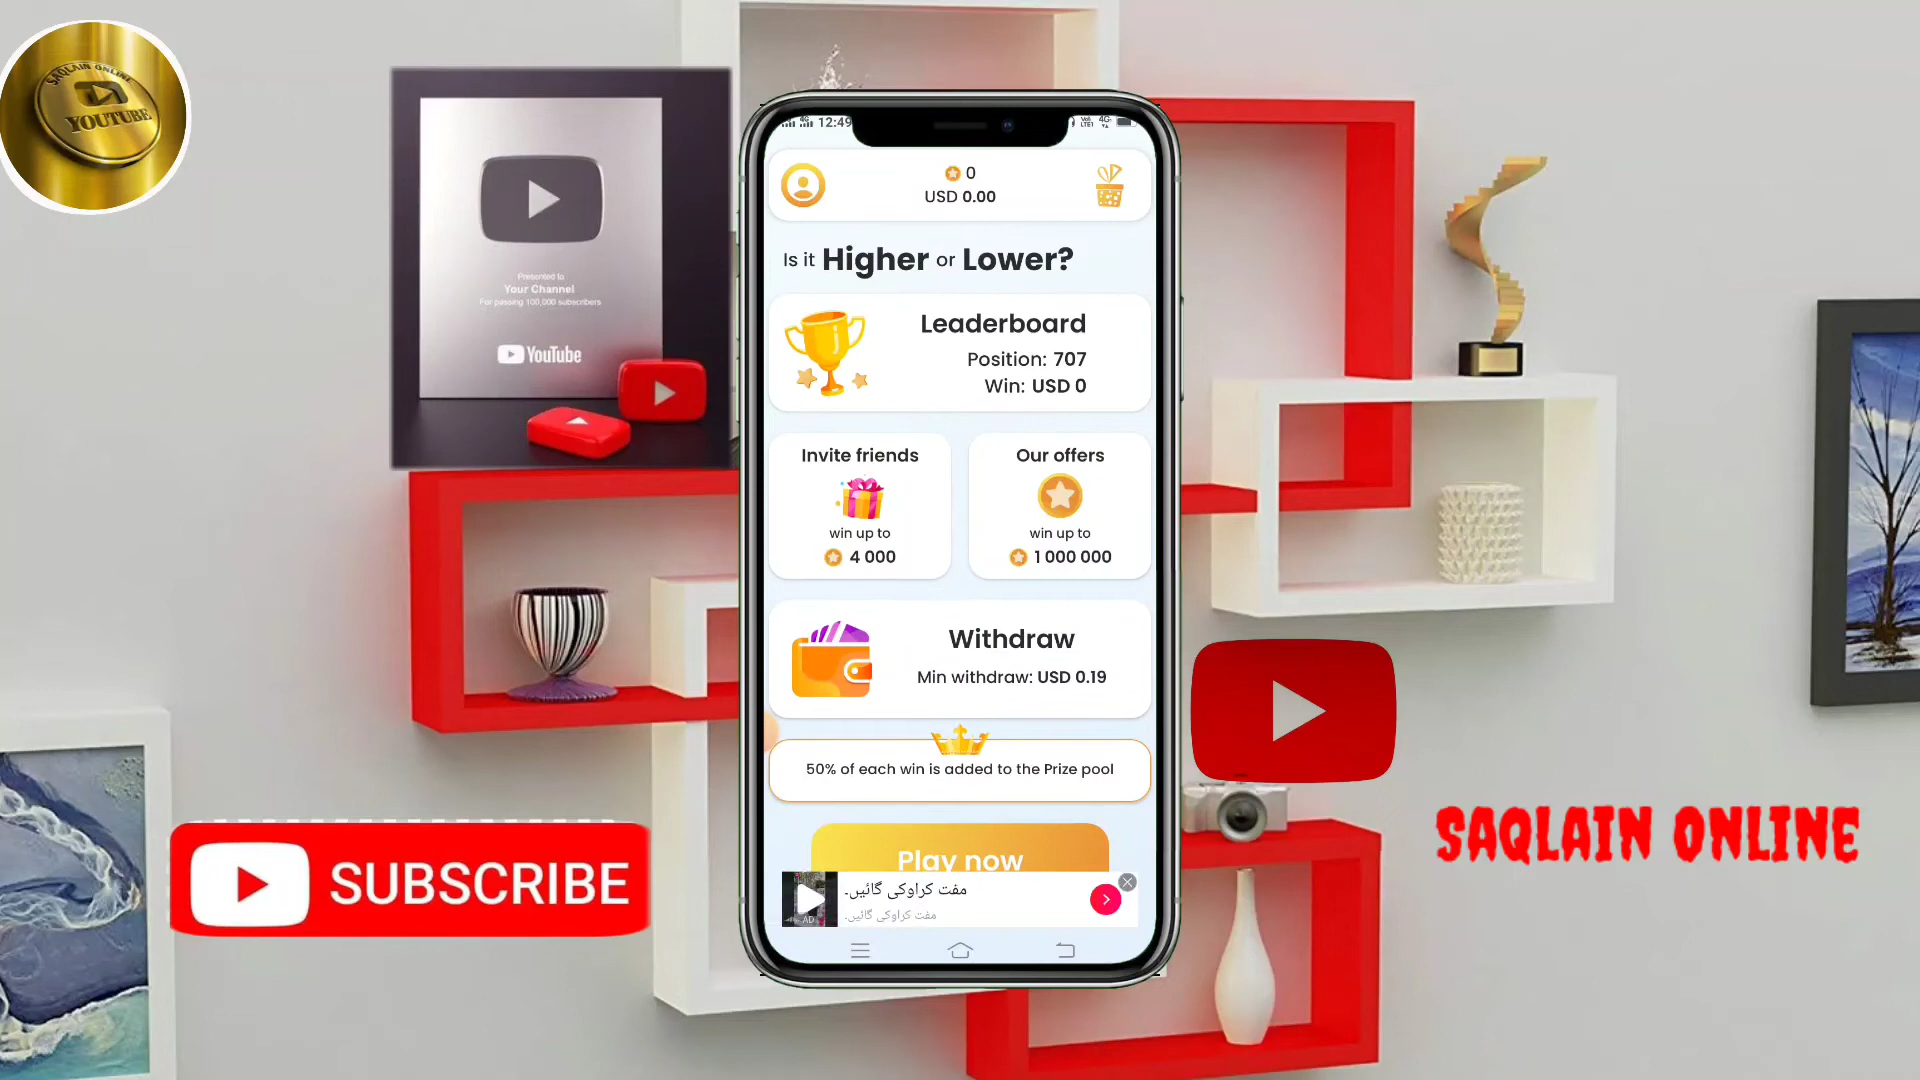 SAQLAIN ONLINE
YOUTUBE
Presented to
Your Channel
For passing 100,000 subscribers
YouTube
12:49
0
USD 0.00
Is it Higher or Lower?
Leaderboard
Position: 707
Win: USD 0
Invite friends
win up to
4 000
Our offers
win up to
1 000 000
Withdraw
Min withdraw: USD 0.19
50% of each win is added to the Prize pool
Play now
مفت کراوکی گائیں۔
مفت کراوکی گائیں۔
AD
SUBSCRIBE
SAQLAIN ONLINE